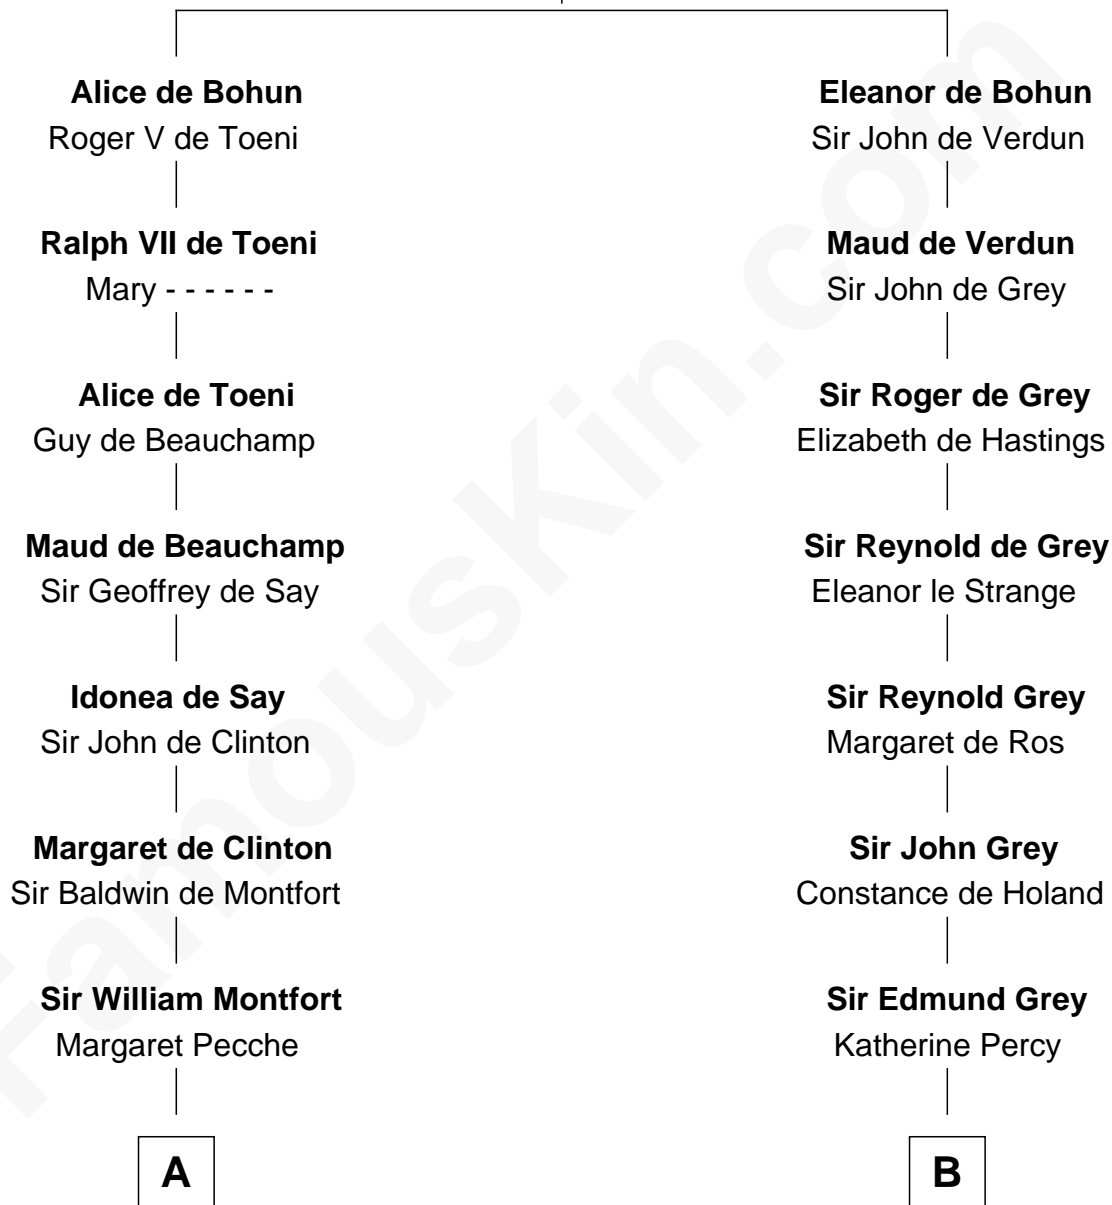 Alice de Bohun
Roger V de Toeni
Ralph VII de Toeni
Mary - - - - - -
Alice de Toeni
Guy de Beauchamp
Maud de Beauchamp
Sir Geoffrey de Say
Idonea de Say
Sir John de Clinton
Margaret de Clinton
Sir Baldwin de Montfort
Sir William Montfort
Margaret Pecche
A
Eleanor de Bohun
Sir John de Verdun
Maud de Verdun
Sir John de Grey
Sir Roger de Grey
Elizabeth de Hastings
Sir Reynold de Grey
Eleanor le Strange
Sir Reynold Grey
Margaret de Ros
Sir John Grey
Constance de Holand
Sir Edmund Grey
Katherine Percy
B
FamousKin.com